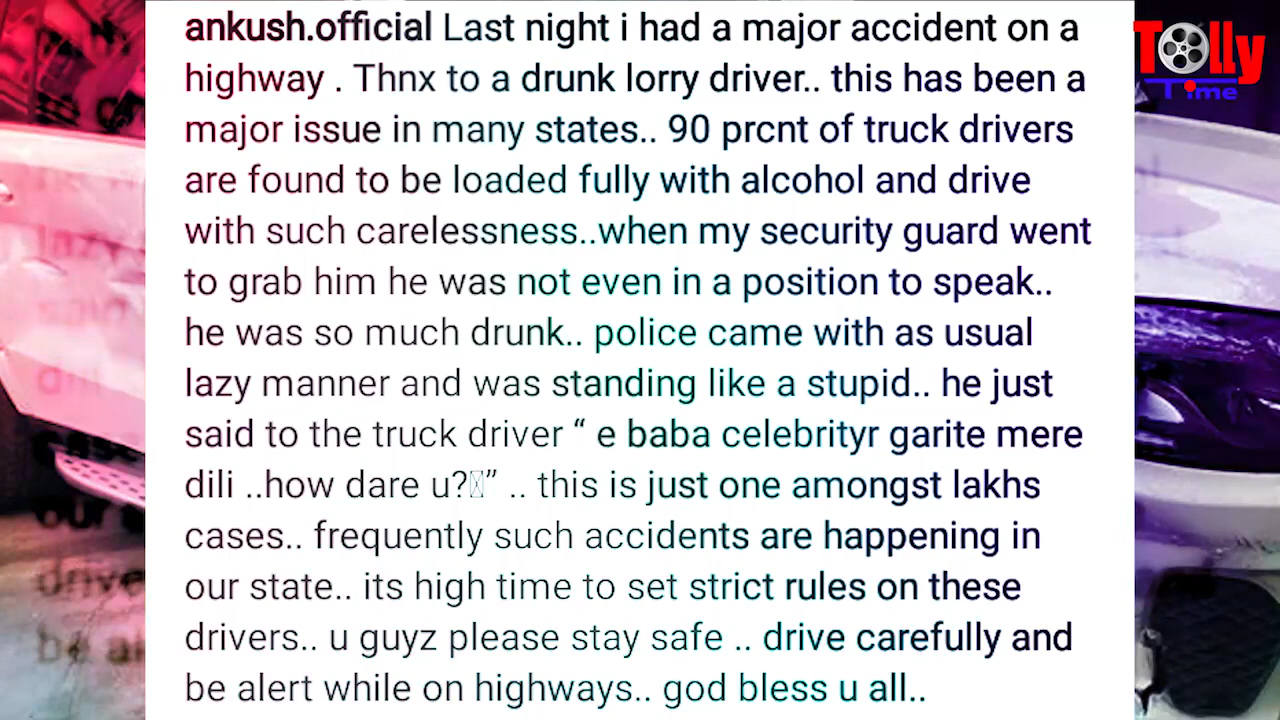 ankush.official Last night i had a major accident on a
highway . Thnx to a drunk lorry driver.. this has been a
major issue in many states.. 90 prcnt of truck drivers
are found to be loaded fully with alcohol and drive
with such carelessness..when my security guard went
to grab him he was not even in a position to speak..
he was so much drunk.. police came with as usual
lazy manner and was standing like a stupid.. he just
said to the truck driver “ e baba celebrityr garite mere
dili ..how dare u?” .. this is just one amongst lakhs
cases.. frequently such accidents are happening in
our state.. its high time to set strict rules on these
drivers.. u guyz please stay safe .. drive carefully and
be alert while on highways.. god bless u all..
Tolly
Time